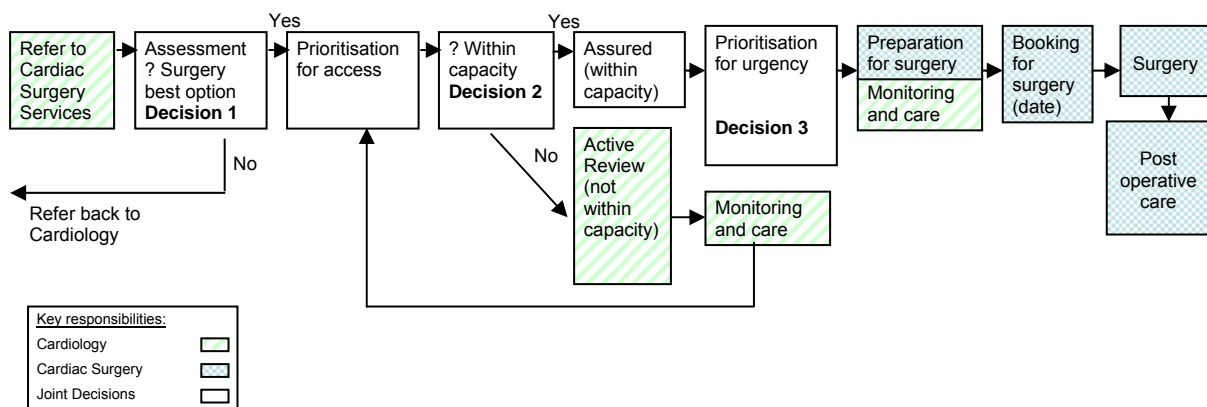 Refer to
Cardiac
Surgery
Services
Assessment
? Surgery
best option
Decision 1
Yes
No
Refer back to
Cardiology
Prioritisation
for access
? Within
capacity
Decision 2
Yes
No
Assured
(within
capacity)
Active
Review
(not
within
capacity)
Monitoring
and care
Prioritisation
for urgency
Decision 3
Preparation
for surgery
Monitoring
and care
Booking
for
surgery
(date)
Surgery
Post
operative
care
Key responsibilities:
Cardiology
Cardiac Surgery
Joint Decisions